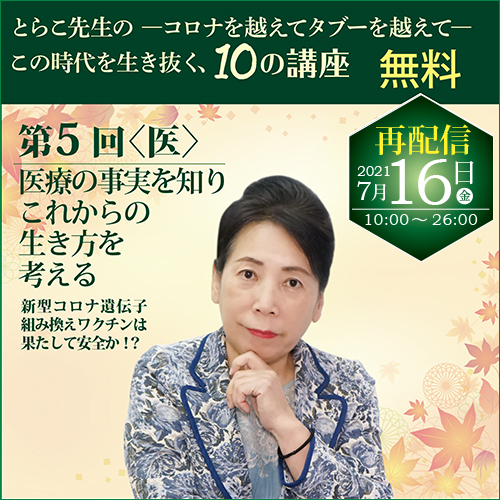 とらこ先生の ―コロナを越えてタブーを越えて―
この時代を生き抜く、10の講座 無料
第5回〈医〉
医療の事実を知り
これからの
生き方を
考える
新型コロナ遺伝子
組み換えワクチンは
果たして安全か!?
再配信
2021
7月16日
金
10:00～26:00